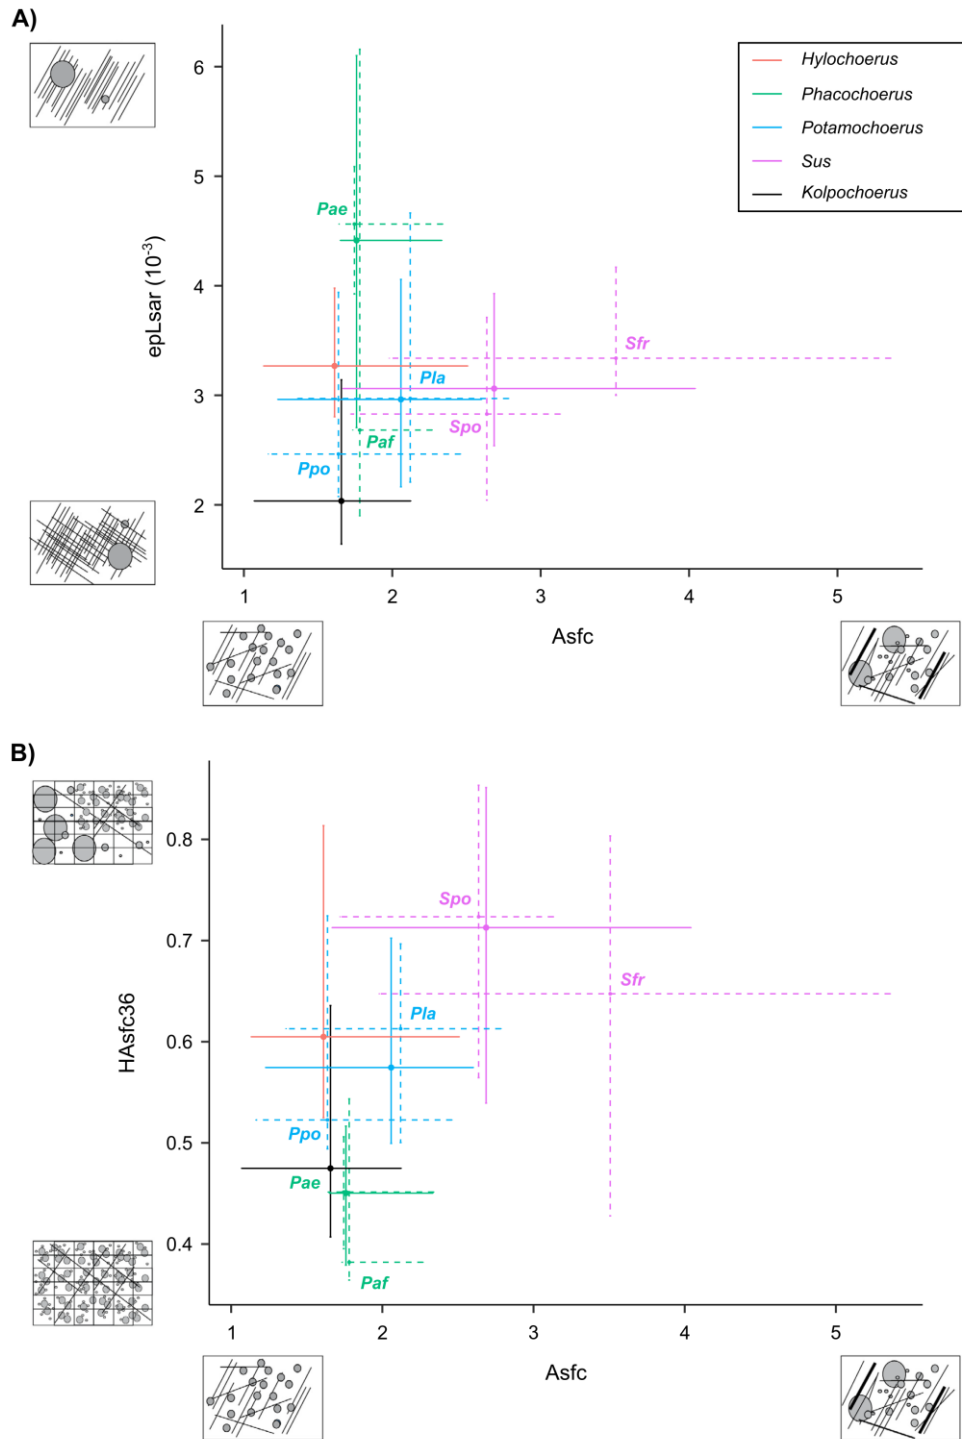 A)
6
5
4
3
2
epLsar (10⁻³)
Hylochoerus
Phacochoerus
Potamochoerus
Sus
Kolpochoerus
Pae
Sfr
Pla
Spo
Paf
Ppo
1 2 3 4 5
Asfc
B)
0.8
0.7
0.6
0.5
0.4
HAsfc36
Spo
Sfr
Pla
Ppo
Pae
Paf
1 2 3 4 5
Asfc